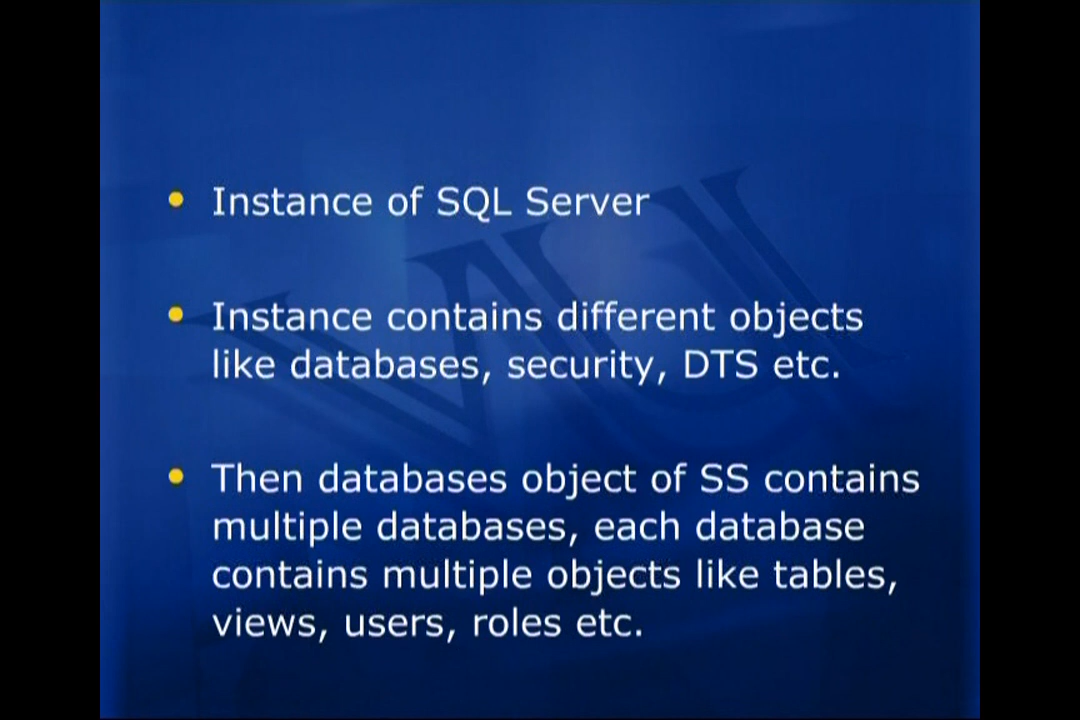 • Instance of SQL Server
• Instance contains different objects
like databases, security, DTS etc.
• Then databases object of SS contains
multiple databases, each database
contains multiple objects like tables,
views, users, roles etc.
VU